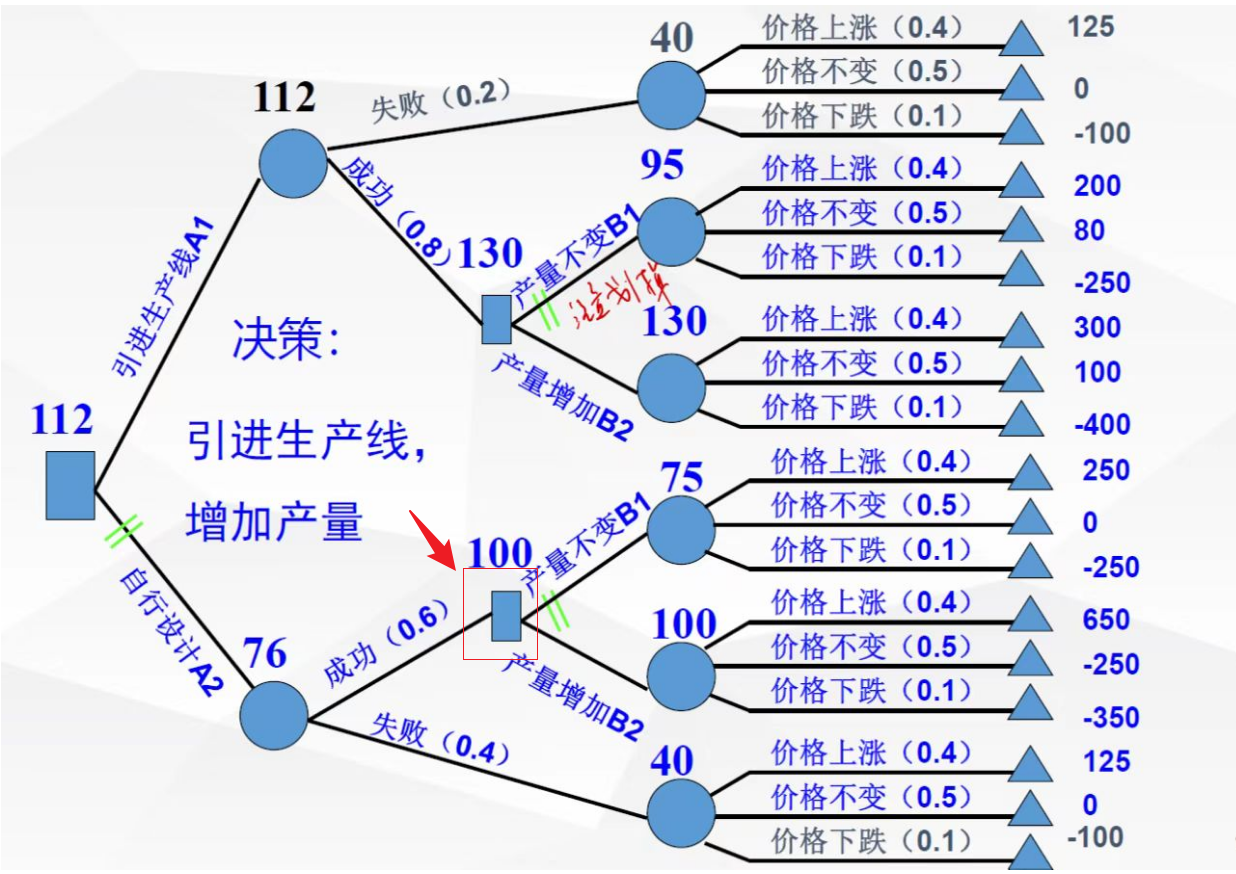 40
价格上涨（0.4）
125
价格不变（0.5）
0
价格下跌（0.1）
-100
112
失败（0.2）
成功（0.8）
95
价格上涨（0.4）
200
价格不变（0.5）
80
价格下跌（0.1）
-250
引进生产线A1
130
产量不变B1
130
价格上涨（0.4）
300
价格不变（0.5）
100
价格下跌（0.1）
-400
产量增加B2
决策：
引进生产线，
增加产量
112
75
价格上涨（0.4）
250
价格不变（0.5）
0
价格下跌（0.1）
-250
100
产量不变B1
自行设计A2
76
成功（0.6）
100
价格上涨（0.4）
650
价格不变（0.5）
-250
价格下跌（0.1）
-350
产量增加B2
失败（0.4）
40
价格上涨（0.4）
125
价格不变（0.5）
0
价格下跌（0.1）
-100